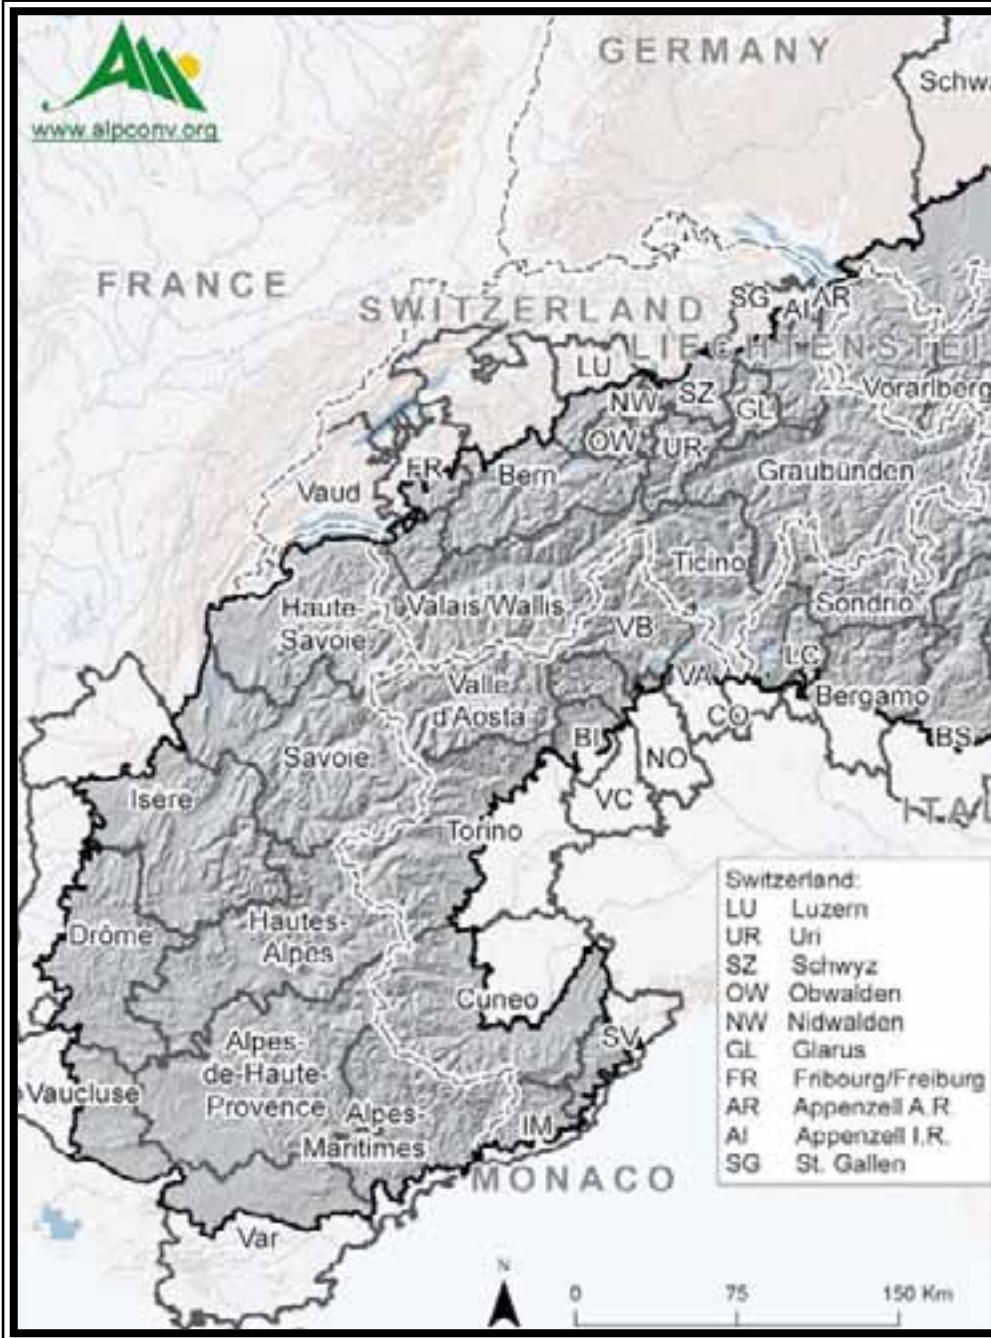 GERMANY
Schwa
www.alpconv.org
FRANCE
SWITZERLAND
SG
AI
AR
LIECHTENSTEI
LU
Vorarlberg
NW
SZ
GL
OW
UR
FR
Bern
Graubünden
Vaud
Ticino
Haute-
Savoie
Valais/Wallis
VB
Sondrio
LC
Valle
d'Aosta
VA
CO
Bergamo
BI
NO
BS
Savoie
VC
Isere
ITAL
Torino
Drôme
Hautes-
Alpes
Cuneo
SV
Alpes-
de-Haute-
Provence
Vaucluse
Alpes-
Maritimes
IM
MONACO
Var
Switzerland:
LU Luzern
UR Uri
SZ Schwyz
OW Obwalden
NW Nidwalden
GL Glarus
FR Fribourg/Freiburg
AR Appenzell A.R.
AI Appenzell I.R.
SG St. Gallen
N
0 75 150 Km